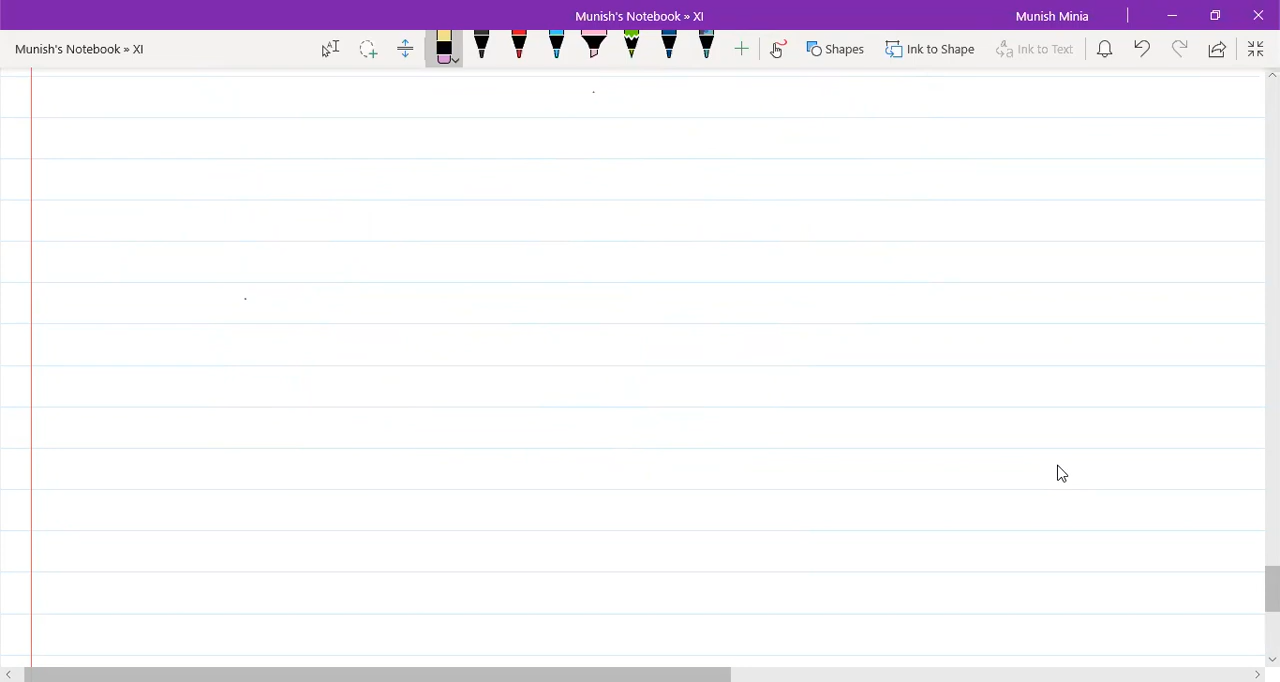 Munish's Notebook » XI
Munish Minia
Munish's Notebook » XI
Shapes
Ink to Shape
Ink to Text